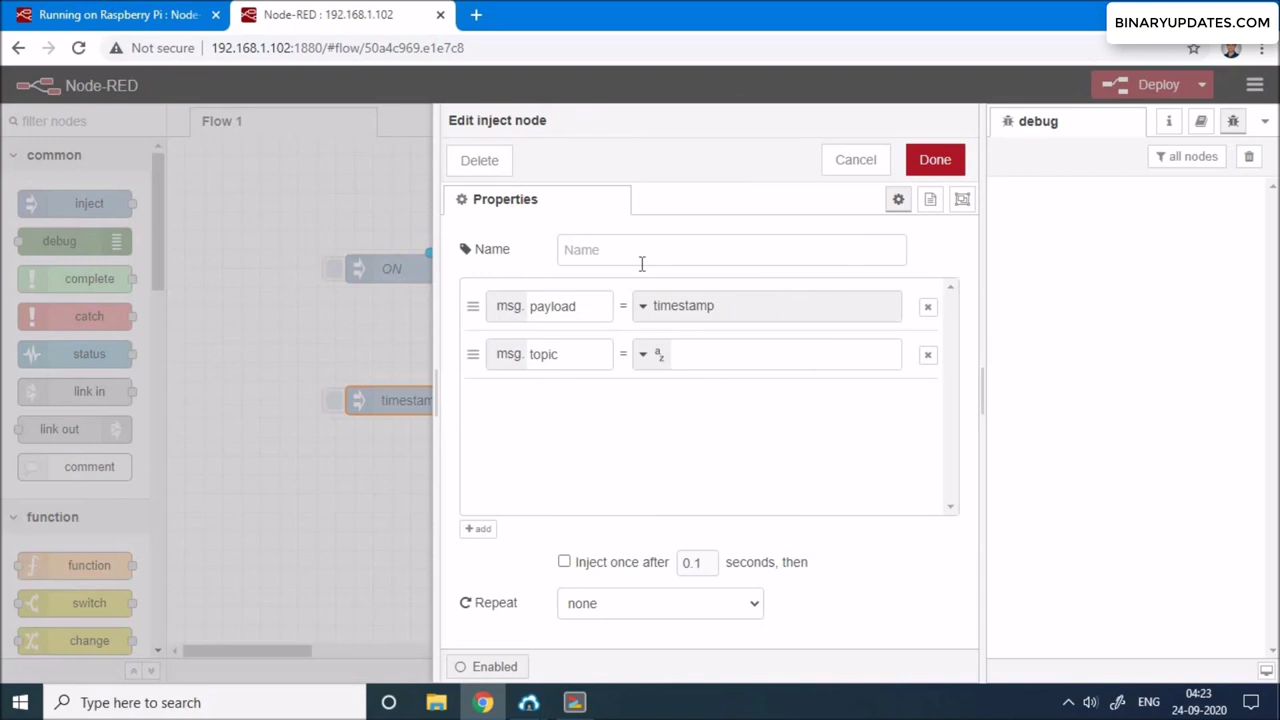 Running on Raspberry Pi : Node-
Node-RED : 192.168.1.102
BINARYUPDATES.COM
Not secure
192.168.1.102:1880/#flow/50a4c969.e1e7c8
Node-RED
Deploy
filter nodes
Flow 1
Edit inject node
debug
Delete
Cancel
Done
all nodes
common
Properties
inject
Name
Name
debug
ON
complete
msg. payload = timestamp
catch
status
msg. topic = az
link in
timestam
link out
comment
function
add
function
Inject once after 0.1 seconds, then
switch
Repeat
none
change
Enabled
Type here to search
ENG
04:23
24-09-2020